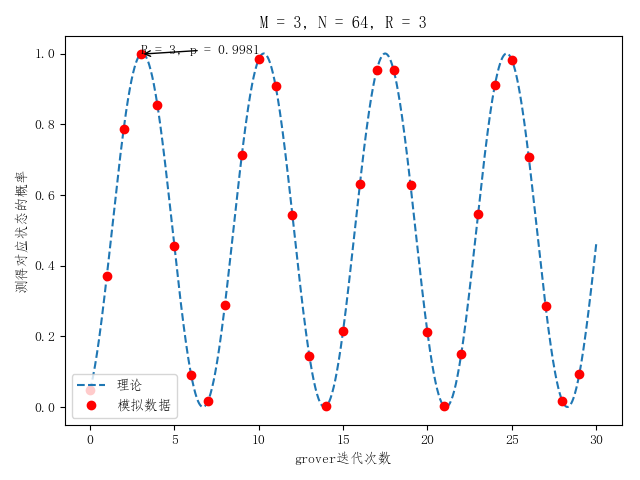 M = 3, N = 64, R = 3
R = 3, p = 0.9981
测得对应状态的概率
1.0
0.8
0.6
0.4
0.2
0.0
理论
模拟数据
0 5 10 15 20 25 30
grover迭代次数